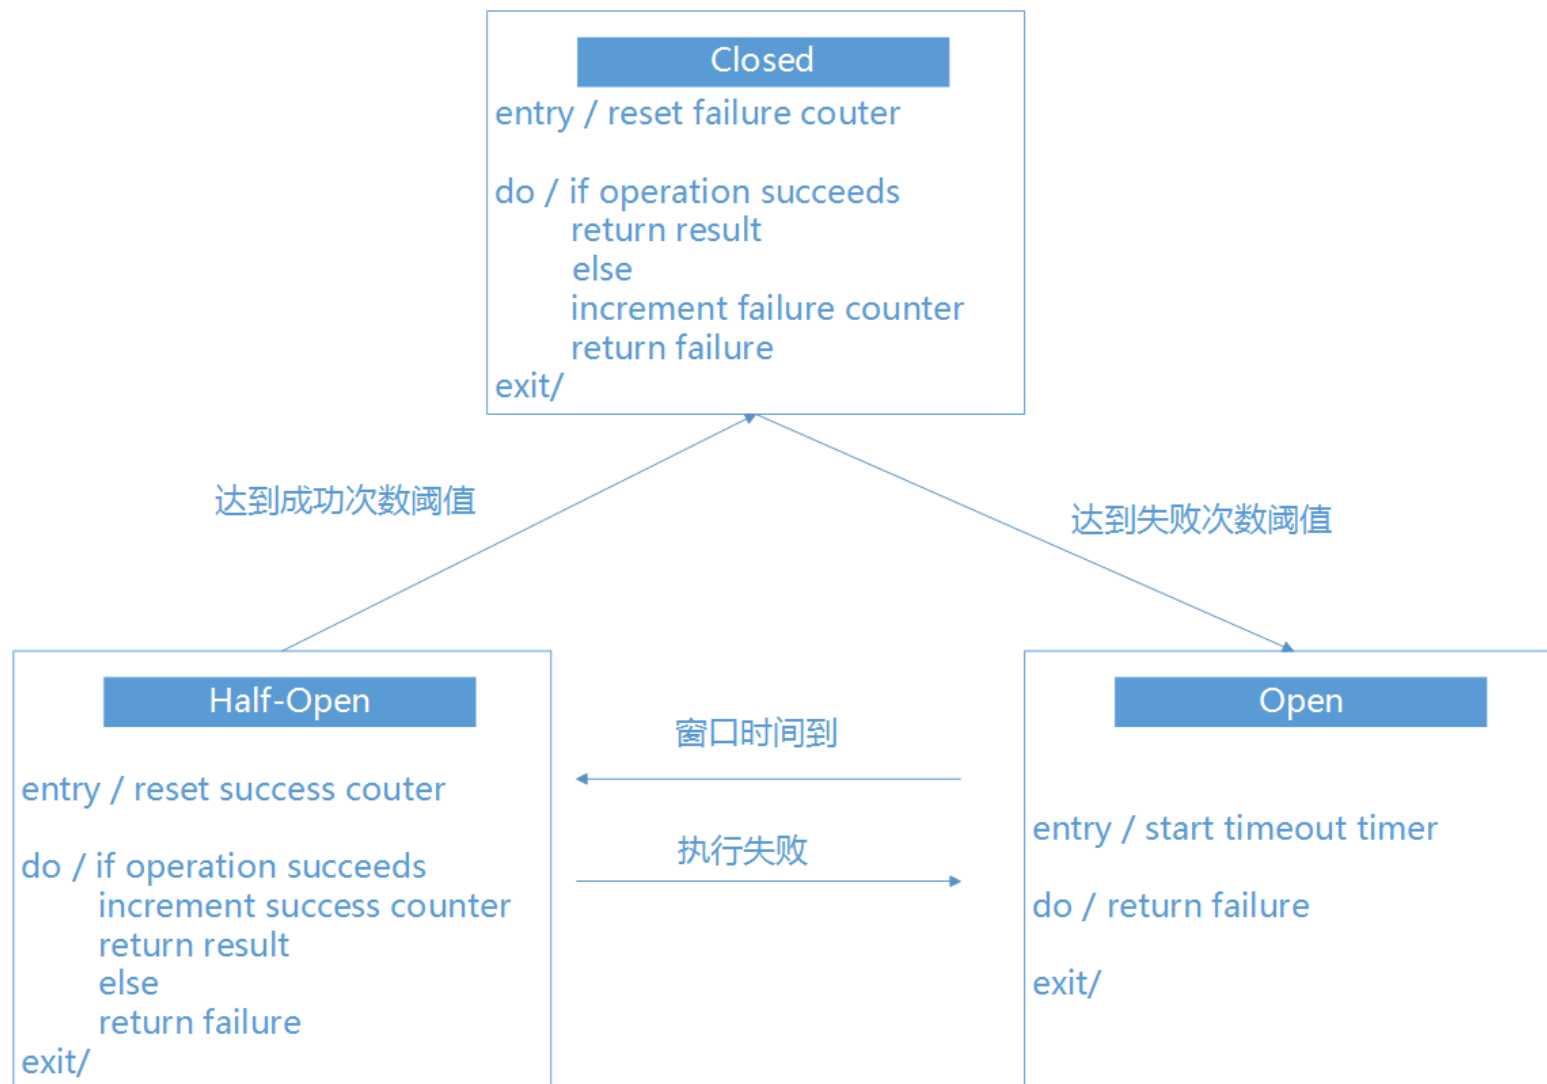 Closed
entry / reset failure couter
do / if operation succeeds
return result
else
increment failure counter
return failure
exit/
达到成功次数阈值
达到失败次数阈值
Half-Open
entry / reset success couter
do / if operation succeeds
increment success counter
return result
else
return failure
exit/
窗口时间到
执行失败
Open
entry / start timeout timer
do / return failure
exit/